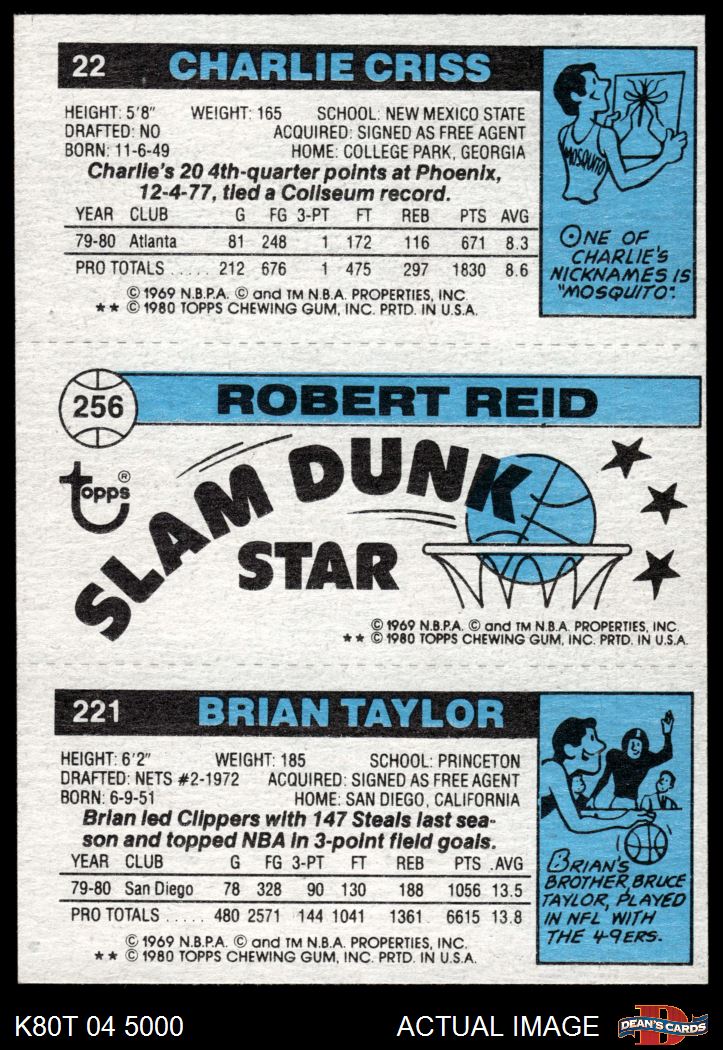 22 CHARLIE CRISS
HEIGHT: 5'8" WEIGHT: 165 SCHOOL: NEW MEXICO STATE
DRAFTED: NO ACQUIRED: SIGNED AS FREE AGENT
BORN: 11-6-49 HOME: COLLEGE PARK, GEORGIA
Charlie's 20 4th-quarter points at Phoenix,
12-4-77, tied a Coliseum record.
YEAR CLUB G FG 3-PT FT REB PTS AVG
79-80 Atlanta 81 248 1 172 116 671 8.3
PRO TOTALS ..... 212 676 1 475 297 1830 8.6
© 1969 N.B.P.A. © and TM N.B.A. PROPERTIES, INC.
** © 1980 TOPPS CHEWING GUM, INC. PRTD. IN U.S.A.
MOSQUITO
ONE OF
CHARLIE'S
NICKNAMES IS
"MOSQUITO".
256 ROBERT REID
topps®
SLAM DUNK
STAR
© 1969 N.B.P.A. © and TM N.B.A. PROPERTIES, INC.
** © 1980 TOPPS CHEWING GUM, INC. PRTD. IN U.S.A.
221 BRIAN TAYLOR
HEIGHT: 6'2" WEIGHT: 185 SCHOOL: PRINCETON
DRAFTED: NETS #2-1972 ACQUIRED: SIGNED AS FREE AGENT
BORN: 6-9-51 HOME: SAN DIEGO, CALIFORNIA
Brian led Clippers with 147 Steals last sea-
son and topped NBA in 3-point field goals.
YEAR CLUB G FG 3-PT FT REB PTS .AVG
79-80 San Diego 78 328 90 130 188 1056 13.5
PRO TOTALS ..... 480 2571 144 1041 1361 6615 13.8
© 1969 N.B.P.A. © and TM N.B.A. PROPERTIES, INC.
** © 1980 TOPPS CHEWING GUM, INC. PRTD. IN U.S.A.
BRIAN'S
BROTHER, BRUCE
TAYLOR, PLAYED
IN NFL WITH
THE 49ERS.
K80T 04 5000 ACTUAL IMAGE D DEAN'S CARDS